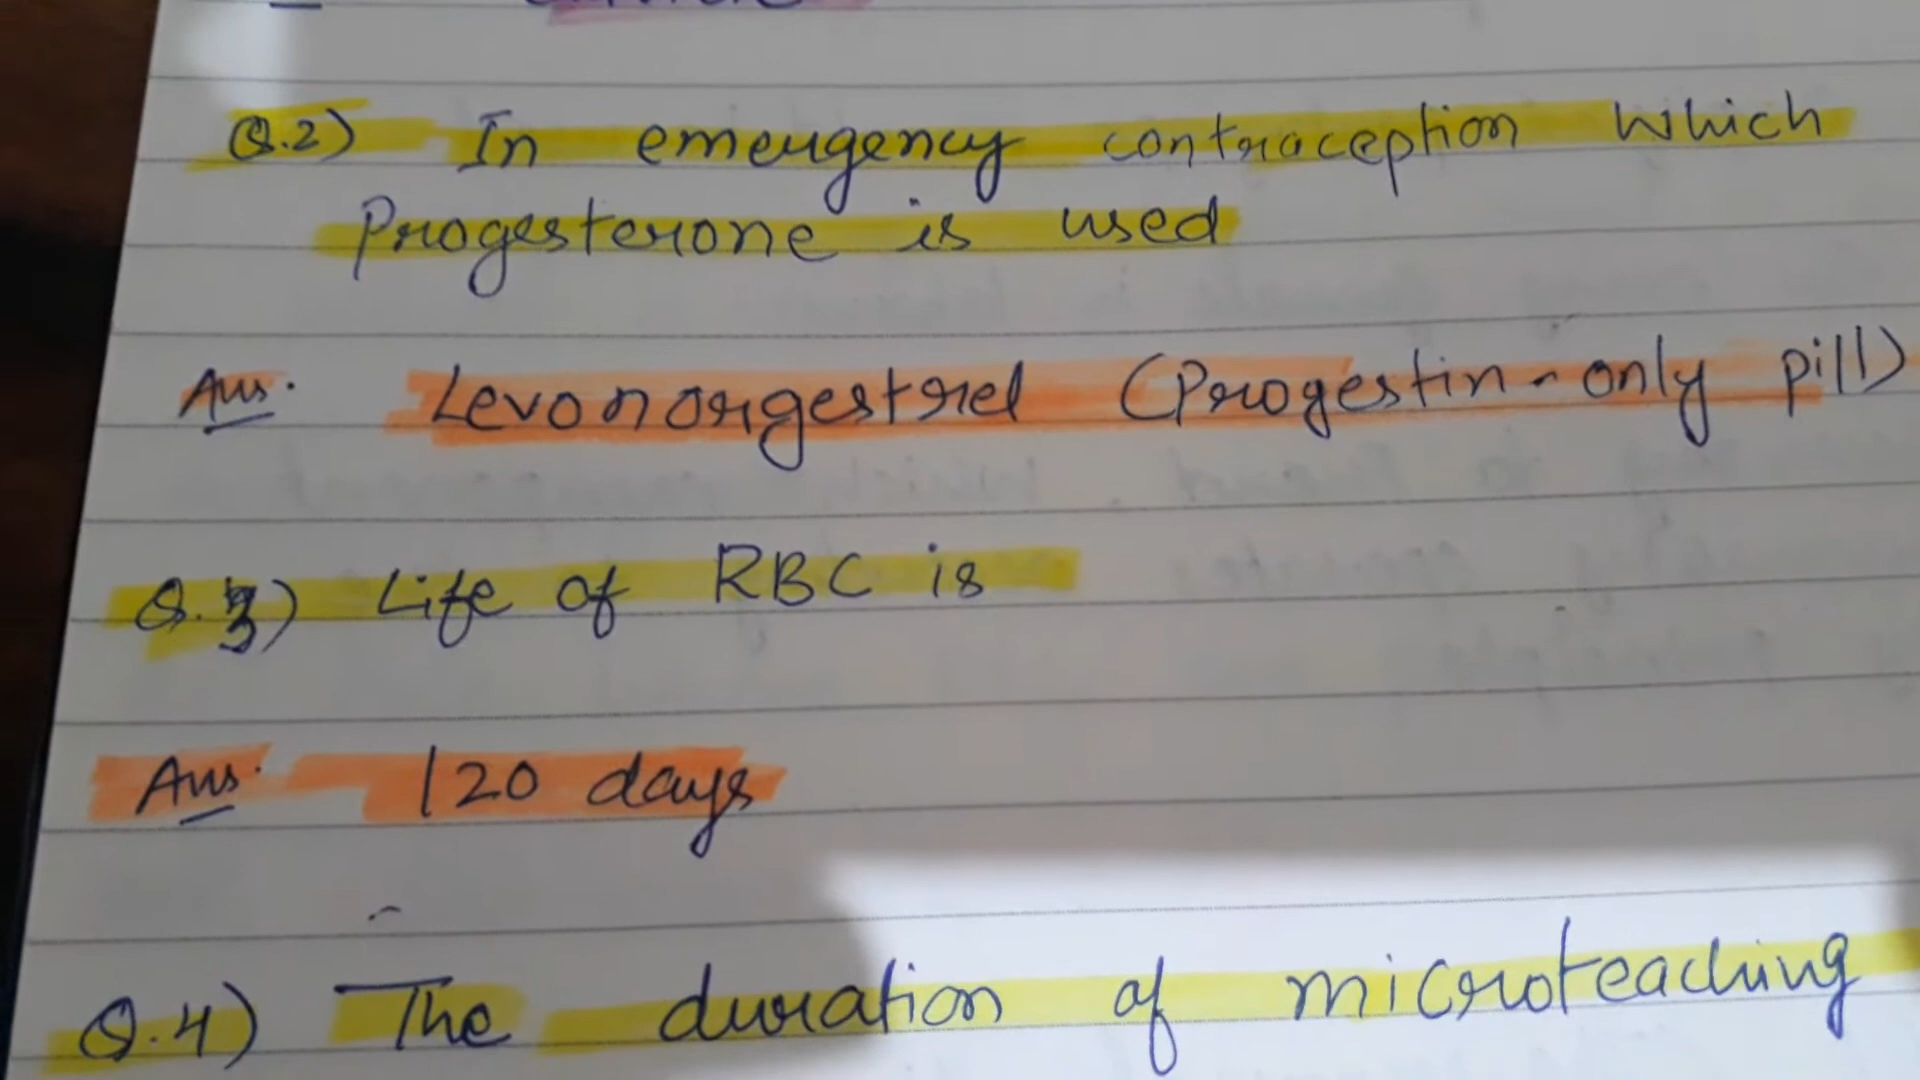 Q.2) In emergency contraception which
Progesterone is used
Ans. Levonorgestrel (Progestin-only pill)
Q.3) Life of RBC is
Ans. 120 days
Q.4) The duration of microteaching